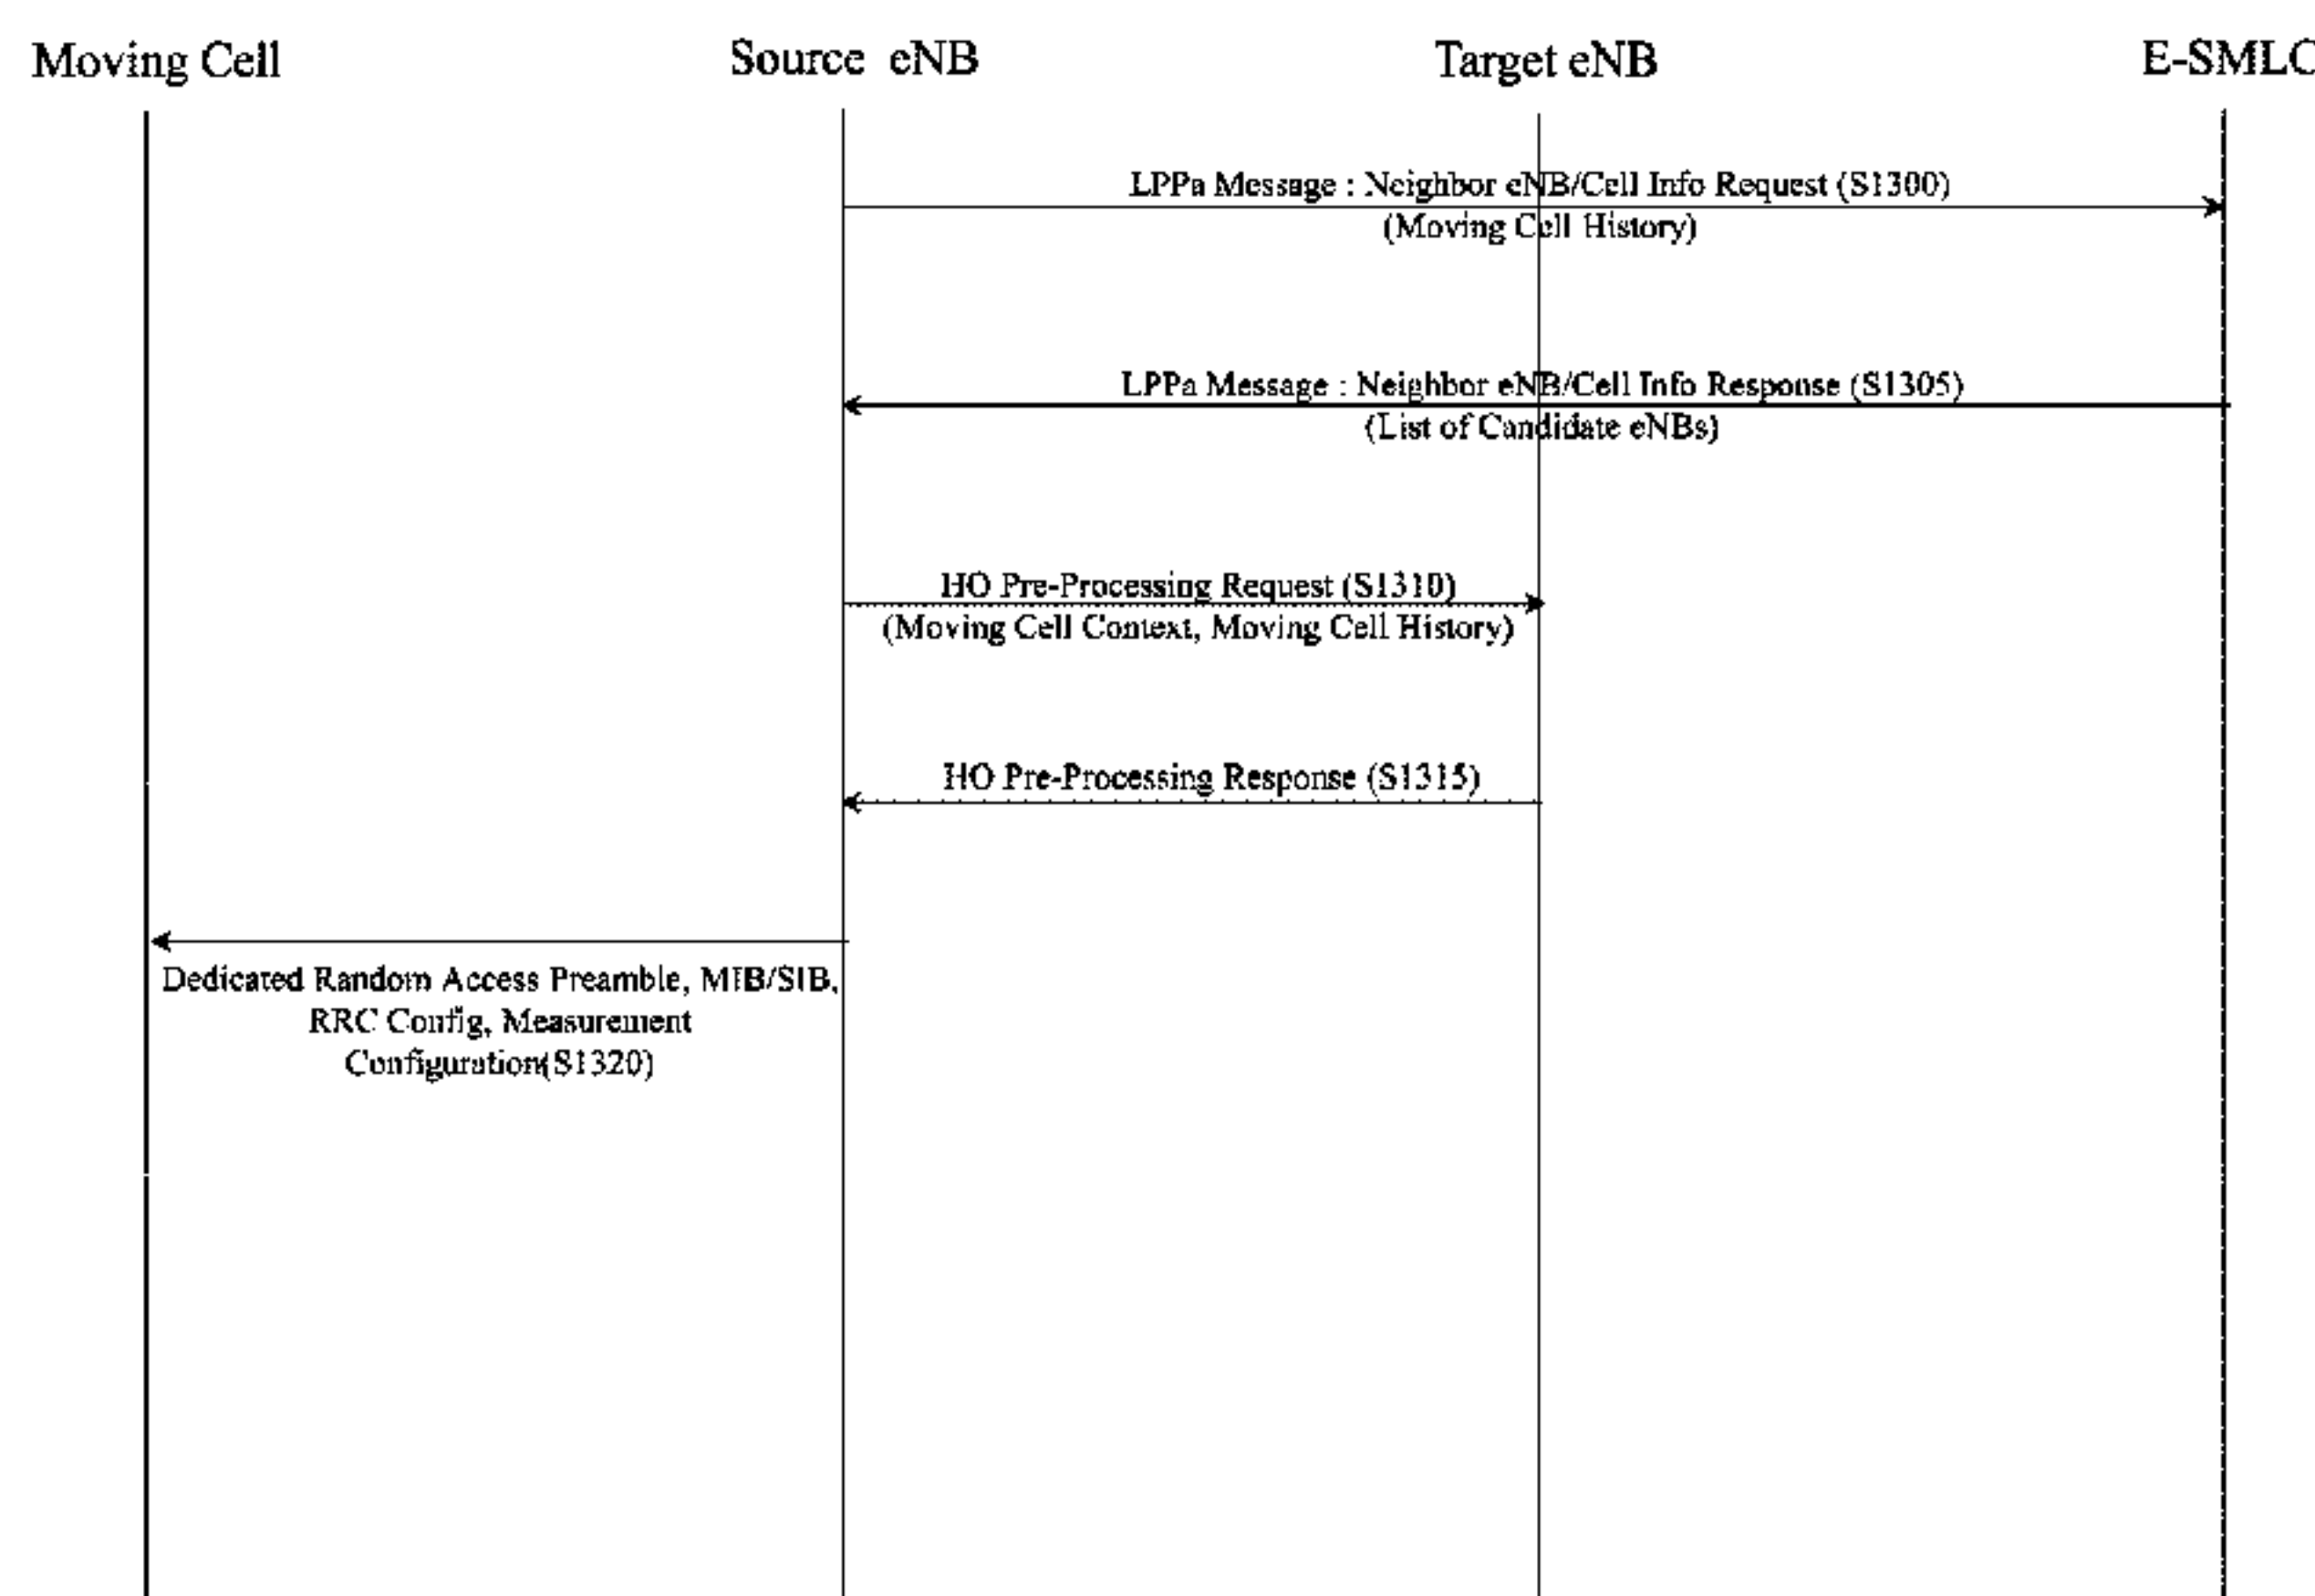 Moving Cell
Source eNB
Target eNB
E-SMLC
LPPa Message : Neighbor eNB/Cell Info Request (S1300)
(Moving Cell History)
LPPa Message : Neighbor eNB/Cell Info Response (S1305)
(List of Candidate eNBs)
HO Pre-Processing Request (S1310)
(Moving Cell Context, Moving Cell History)
HO Pre-Processing Response (S1315)
Dedicated Random Access Preamble, MIB/SIB,
RRC Config, Measurement
Configuration(S1320)